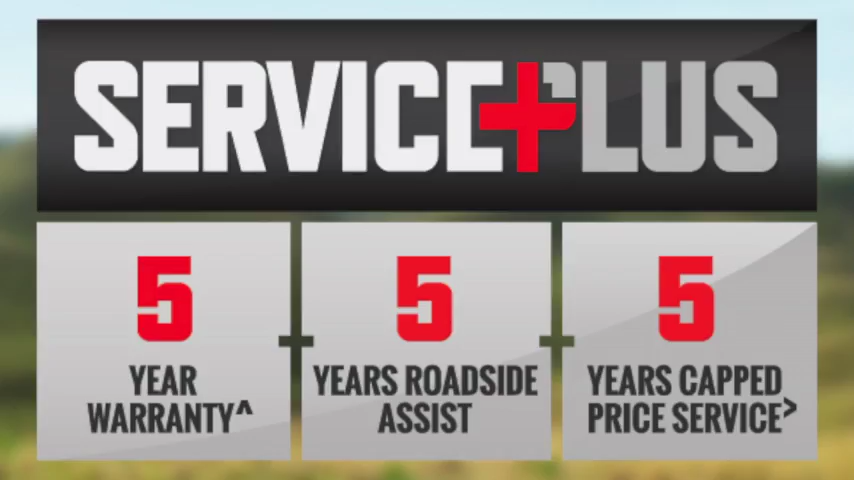 SERVICE PLUS
5
YEAR
WARRANTY^
5
YEARS ROADSIDE
ASSIST
5
YEARS CAPPED
PRICE SERVICE>